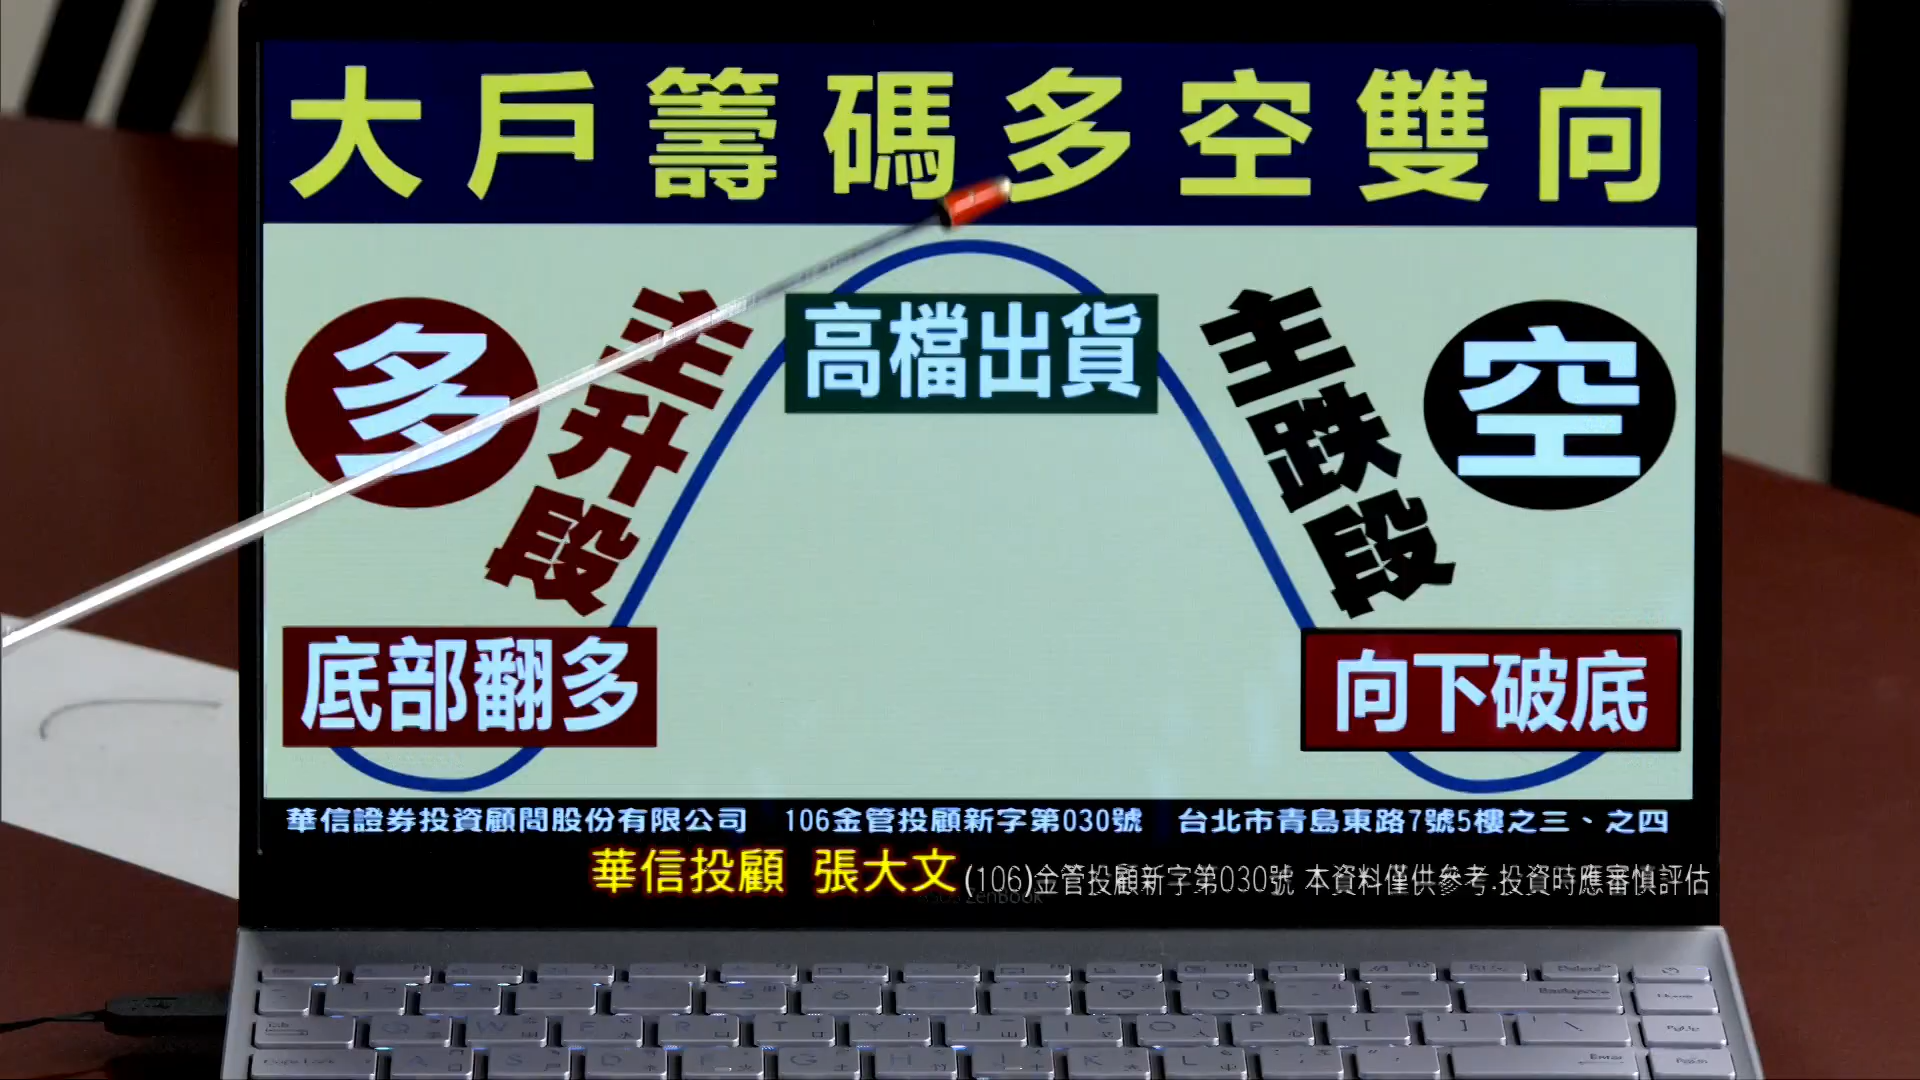 大戶籌碼多空雙向
高檔出貨
多
主升段
主跌段
空
底部翻多
向下破底
華信證券投資顧問股份有限公司 106金管投顧新字第030號 台北市青島東路7號5樓之三、之四
華信投顧 張大文 (106)金管投顧新字第030號 本資料僅供參考.投資時應審慎評估
ZenBook
Q W E R T Y U I O P
A S D F G H J K L